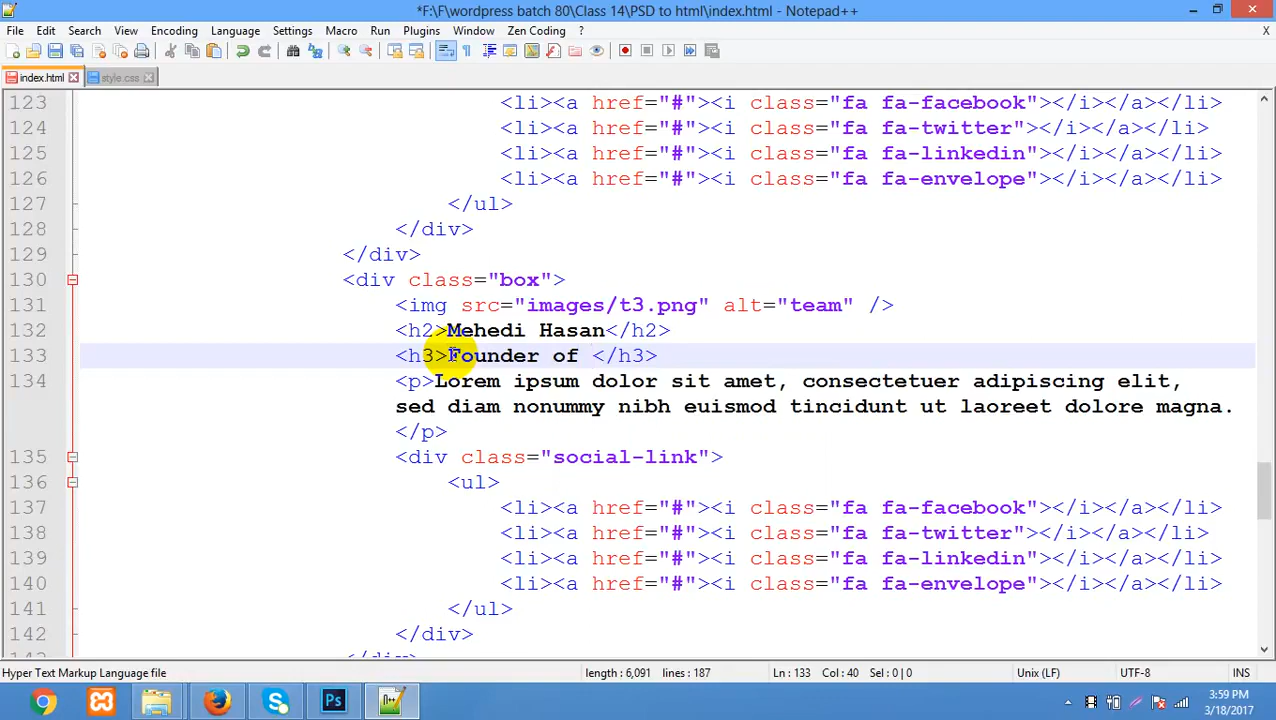 *F:\F\wordpress batch 80\Class 14\PSD to html\index.html - Notepad++
File Edit Search View Encoding Language Settings Macro Run Plugins Window Zen Coding ? X
index.html style.css
123 <li><a href="#"><i class="fa fa-facebook"></i></a></li>
124 <li><a href="#"><i class="fa fa-twitter"></i></a></li>
125 <li><a href="#"><i class="fa fa-linkedin"></i></a></li>
126 <li><a href="#"><i class="fa fa-envelope"></i></a></li>
127 </ul>
128 </div>
129 </div>
130 <div class="box">
131 <img src="images/t3.png" alt="team" />
132 <h2>Mehedi Hasan</h2>
133 <h3>Founder of </h3>
134 <p>Lorem ipsum dolor sit amet, consectetuer adipiscing elit,
sed diam nonummy nibh euismod tincidunt ut laoreet dolore magna.
</p>
135 <div class="social-link">
136 <ul>
137 <li><a href="#"><i class="fa fa-facebook"></i></a></li>
138 <li><a href="#"><i class="fa fa-twitter"></i></a></li>
139 <li><a href="#"><i class="fa fa-linkedin"></i></a></li>
140 <li><a href="#"><i class="fa fa-envelope"></i></a></li>
141 </ul>
142 </div>
</div>
Hyper Text Markup Language file length : 6,091 lines : 187 Ln : 133 Col : 40 Sel : 0 | 0 Unix (LF) UTF-8 INS
Ps
3:59 PM
3/18/2017